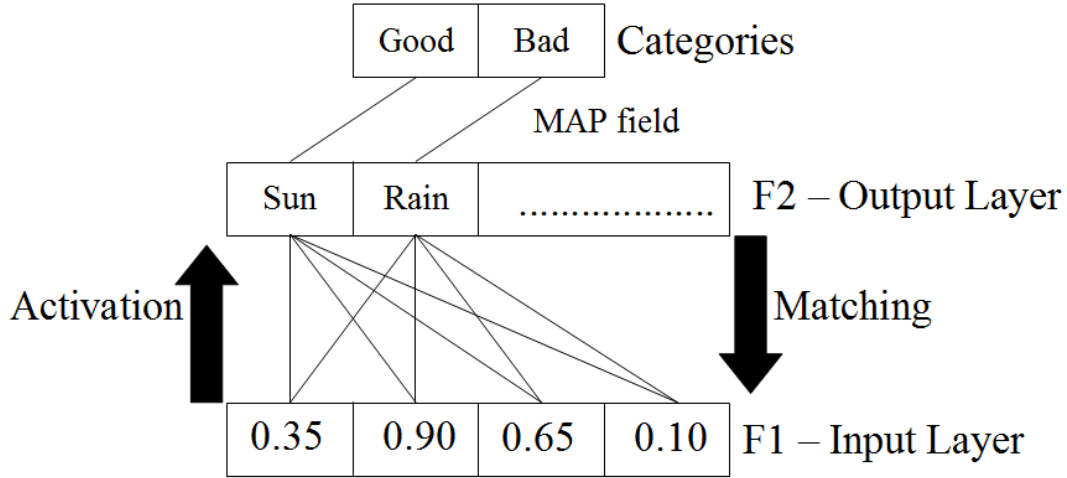 Good Bad Categories
MAP field
Sun Rain ..................... F2 – Output Layer
Activation
Matching
0.35 0.90 0.65 0.10 F1 – Input Layer